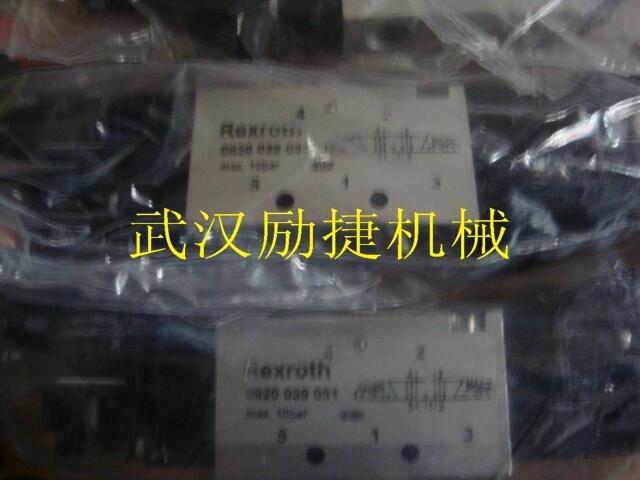 4 2
Rexroth
0820 039 051
max. 10bar
5 1 3
武汉励捷机械
4 2
Rexroth
0820 039 051
max. 10bar
5 1 3